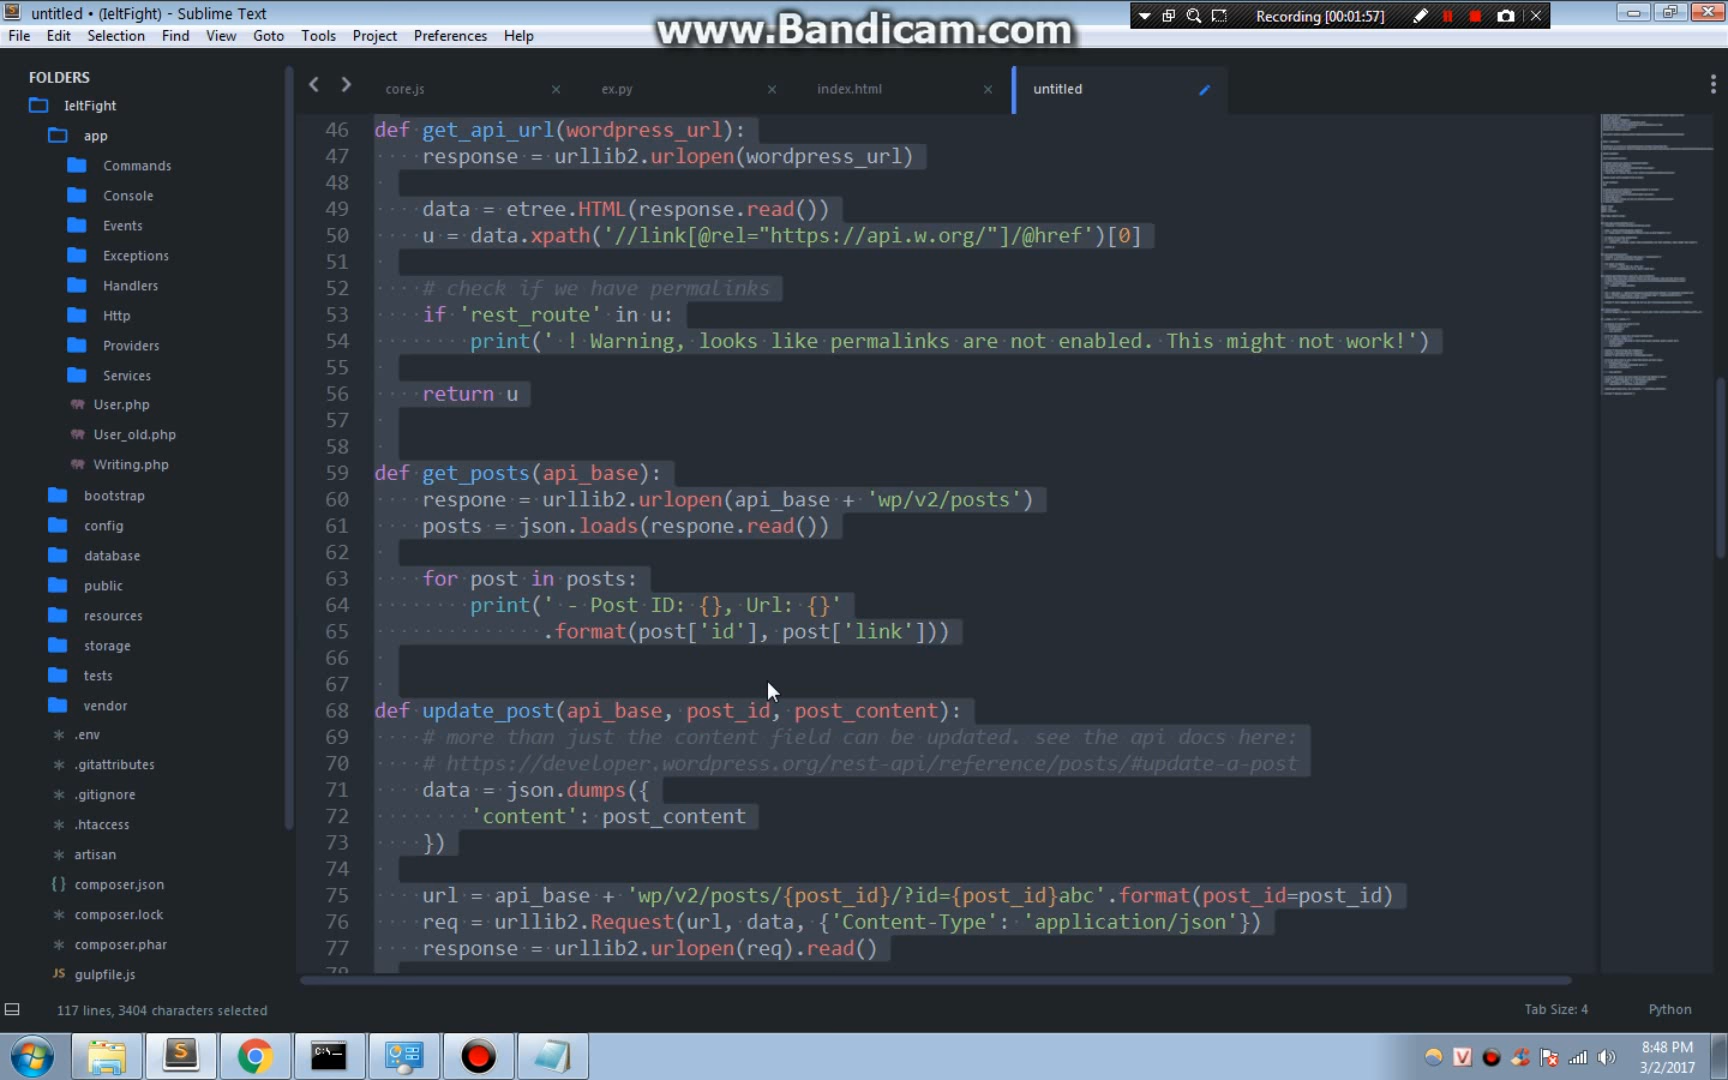 untitled • (IeltFight) - Sublime Text
www.Bandicam.com
Recording [00:01:57]
File Edit Selection Find View Goto Tools Project Preferences Help
FOLDERS
IeltFight
app
Commands
Console
Events
Exceptions
Handlers
Http
Providers
Services
User.php
User_old.php
Writing.php
bootstrap
config
database
public
resources
storage
tests
vendor
.env
.gitattributes
.gitignore
.htaccess
artisan
composer.json
composer.lock
composer.phar
JS gulpfile.js
core.js ex.py index.html untitled
46 def get_api_url(wordpress_url):
47 response = urllib2.urlopen(wordpress_url)
48
49 data = etree.HTML(response.read())
50 u = data.xpath('//link[@rel="https://api.w.org/"]/@href')[0]
51
52 # check if we have permalinks
53 if 'rest_route' in u:
54 print(' ! Warning, looks like permalinks are not enabled. This might not work!')
55
56 return u
57
58
59 def get_posts(api_base):
60 respone = urllib2.urlopen(api_base + 'wp/v2/posts')
61 posts = json.loads(respone.read())
62
63 for post in posts:
64 print(' - Post ID: {}, Url: {}'
65 .format(post['id'], post['link']))
66
67
68 def update_post(api_base, post_id, post_content):
69 # more than just the content field can be updated. see the api docs here:
70 # https://developer.wordpress.org/rest-api/reference/posts/#update-a-post
71 data = json.dumps({
72 'content': post_content
73 })
74
75 url = api_base + 'wp/v2/posts/{post_id}/?id={post_id}abc'.format(post_id=post_id)
76 req = urllib2.Request(url, data, {'Content-Type': 'application/json'})
77 response = urllib2.urlopen(req).read()
78
117 lines, 3404 characters selected
Tab Size: 4 Python
C:\
8:48 PM
3/2/2017